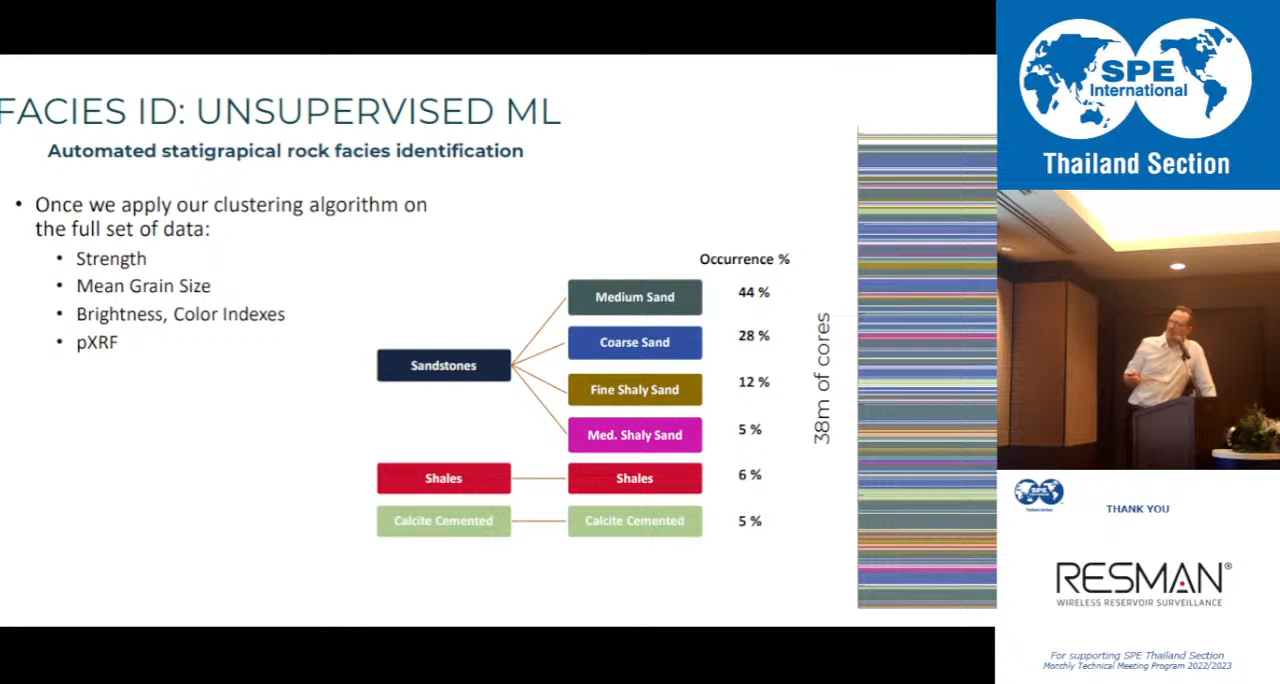 FACIES ID: UNSUPERVISED ML
Automated statigrapical rock facies identification
• Once we apply our clustering algorithm on
the full set of data:
• Strength
• Mean Grain Size
• Brightness, Color Indexes
• pXRF
Occurrence %
Sandstones
Medium Sand
44 %
Coarse Sand
28 %
Fine Shaly Sand
12 %
Med. Shaly Sand
5 %
Shales
Shales
6 %
Calcite Cemented
Calcite Cemented
5 %
38m of cores
SPE
International
Thailand Section
SPE
International
Thailand Section
THANK YOU
RESMAN®
WIRELESS RESERVOIR SURVEILLANCE
For supporting SPE Thailand Section
Monthly Technical Meeting Program 2022/2023